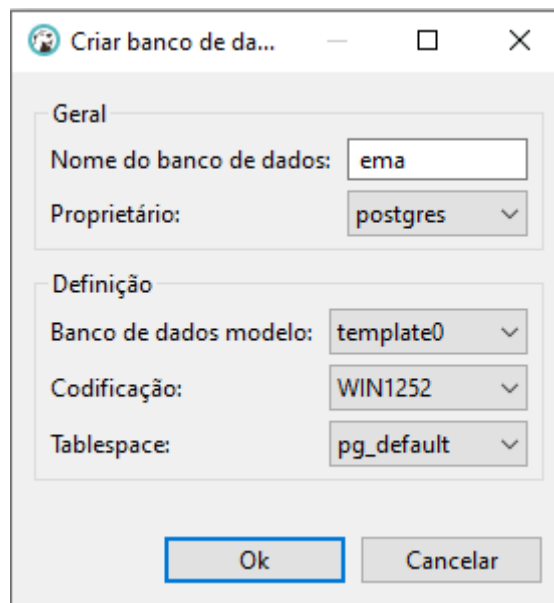 Criar banco de da...
Geral
Nome do banco de dados: ema
Proprietário: postgres
Definição
Banco de dados modelo: template0
Codificação: WIN1252
Tablespace: pg_default
Ok Cancelar